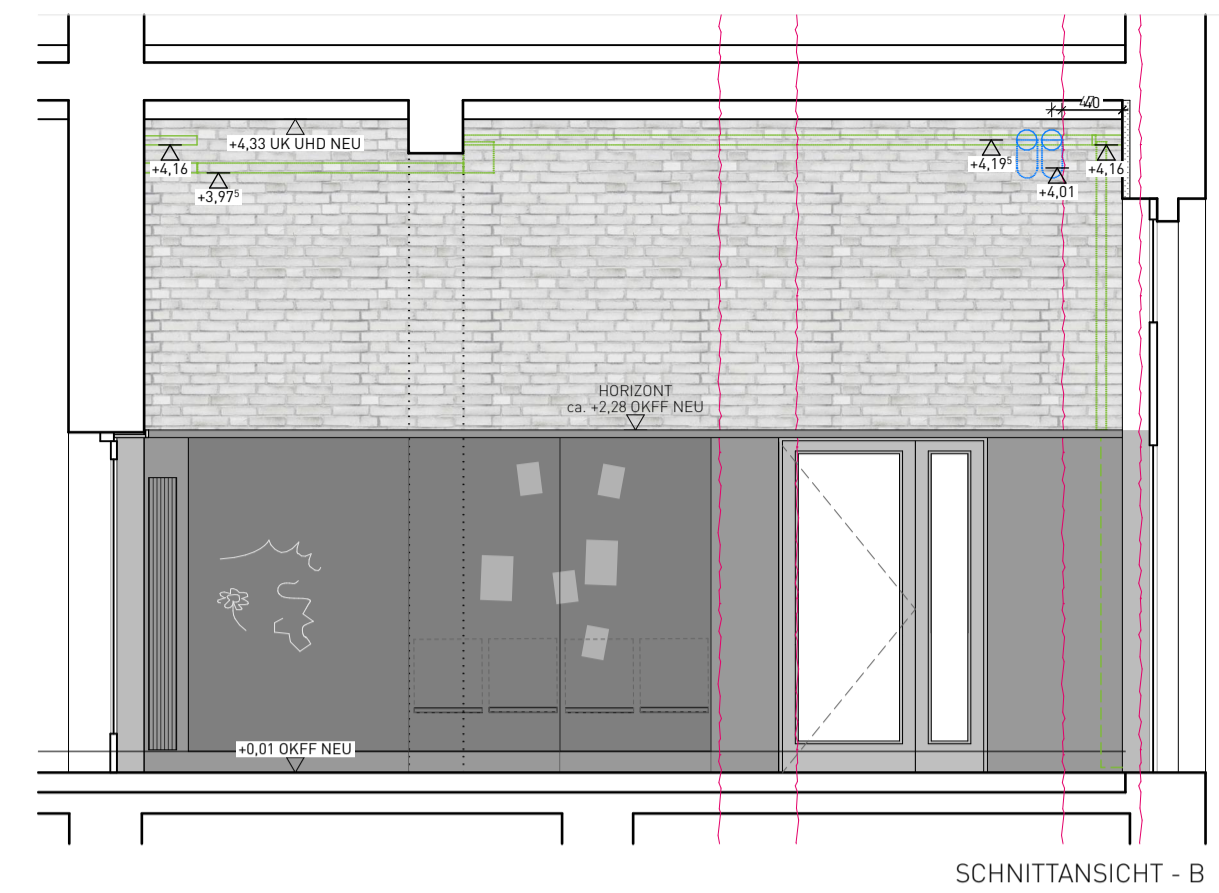 +4,33 UK UHD NEU
+4,16
+3,97⁵
+4,19⁵
+4,16
+4,01
HORIZONT
ca. +2,28 OKFF NEU
+0,01 OKFF NEU
SCHNITTANSICHT - B